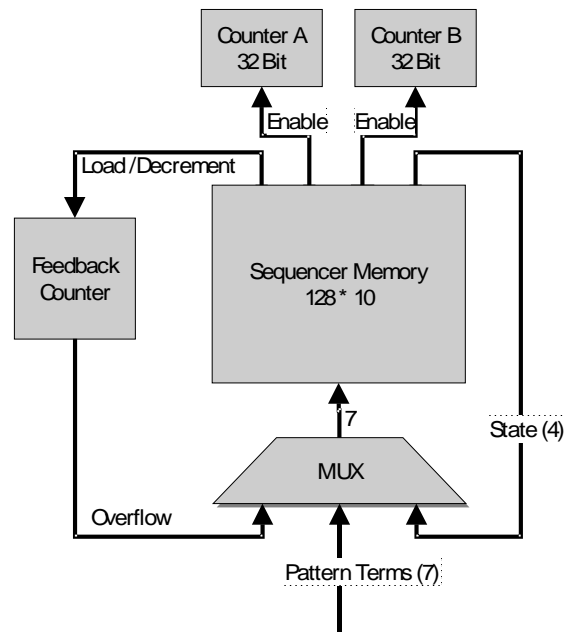 Counter A
32 Bit
Counter B
32 Bit
Enable
Enable
Load/Decrement
Feedback
Counter
Sequencer Memory
128 * 10
7
State (4)
MUX
Overflow
Pattern Terms (7)